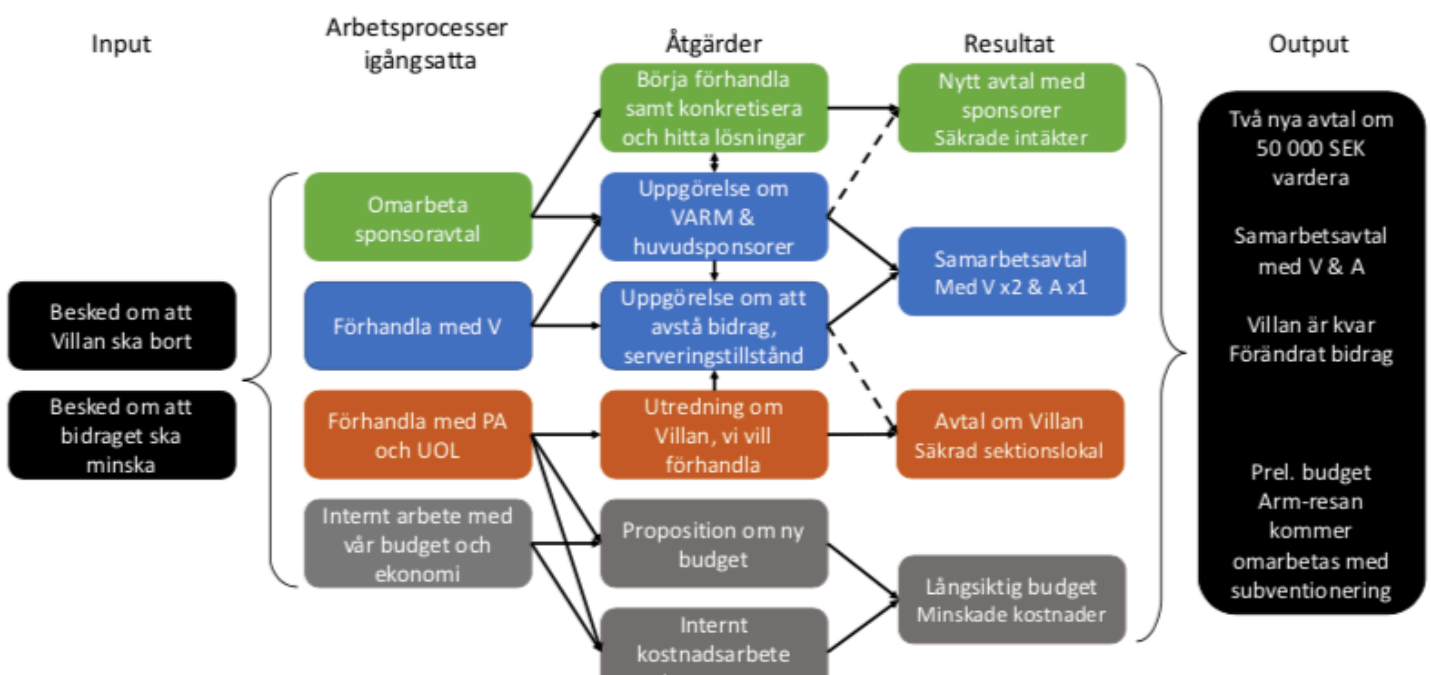 Input
Arbetsprocesser
igångsatta
Åtgärder
Resultat
Output
Besked om att
Villan ska bort
Besked om att
bidraget ska
minska
Omarbeta
sponsoravtal
Förhandla med V
Förhandla med PA
och UOL
Internt arbete med
vår budget och
ekonomi
Börja förhandla
samt konkretisera
och hitta lösningar
Uppgörelse om
VARM &
huvudsponsorer
Uppgörelse om att
avstå bidrag,
serveringstillstånd
Utredning om
Villan, vi vill
förhandla
Proposition om ny
budget
Internt
kostnadsarbete
Nytt avtal med
sponsorer
Säkrade intäkter
Samarbetsavtal
Med V x2 & A x1
Avtal om Villan
Säkrad sektionslokal
Långsiktig budget
Minskade kostnader
Två nya avtal om
50 000 SEK
vardera
Samarbetsavtal
med V & A
Villan är kvar
Förändrat bidrag
Prel. budget
Arm-resan
kommer
omarbetas med
subventionering